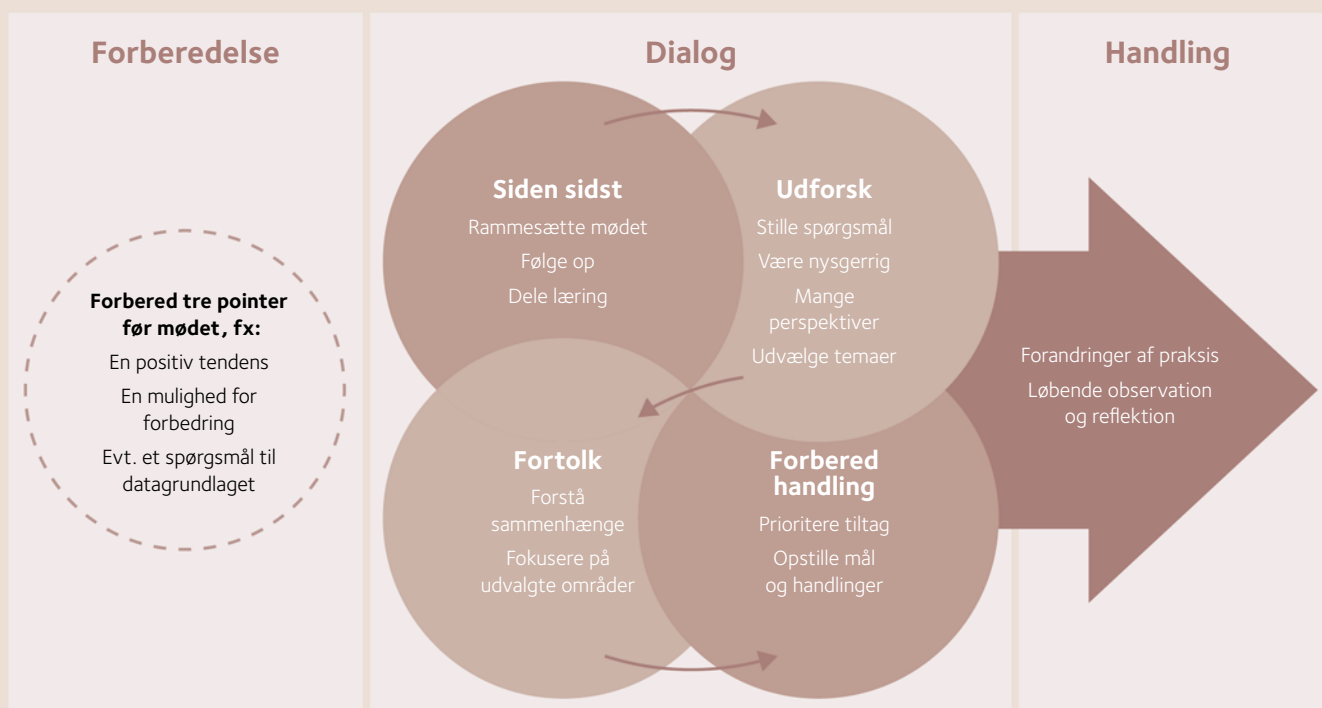 Forberedelse
Forbered tre pointer
før mødet, fx:
En positiv tendens
En mulighed for
forbedring
Evt. et spørgsmål til
datagrundlaget
Dialog
Siden sidst
Rammesætte mødet
Følge op
Dele læring
Udforsk
Stille spørgsmål
Være nysgerrig
Mange
perspektiver
Udvælge temaer
Fortolk
Forstå
sammenhænge
Fokusere på
udvalgte områder
Forbered
handling
Prioritere tiltag
Opstille mål
og handlinger
Handling
Forandringer af praksis
Løbende observation
og reflektion